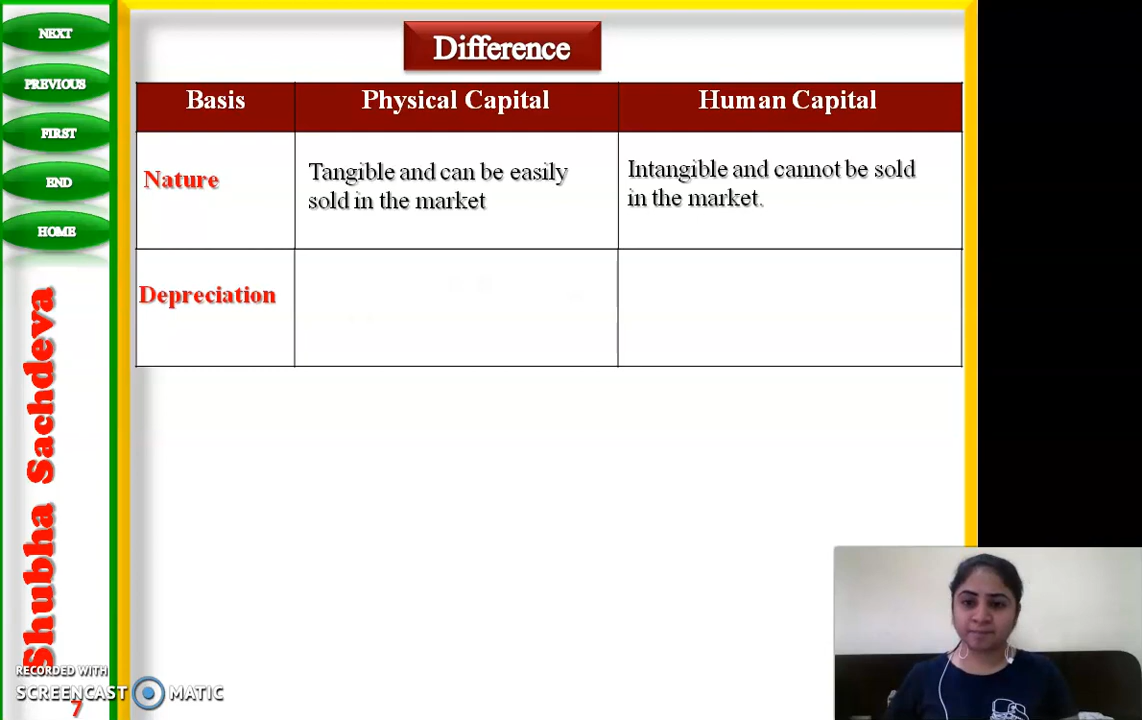 NEXT
PREVIOUS
FIRST
END
HOME
Shubha Sachdeva
Difference
Basis
Physical Capital
Human Capital
Nature
Tangible and can be easily
sold in the market
Intangible and cannot be sold
in the market.
Depreciation
RECORDED WITH
SCREENCAST MATIC
7